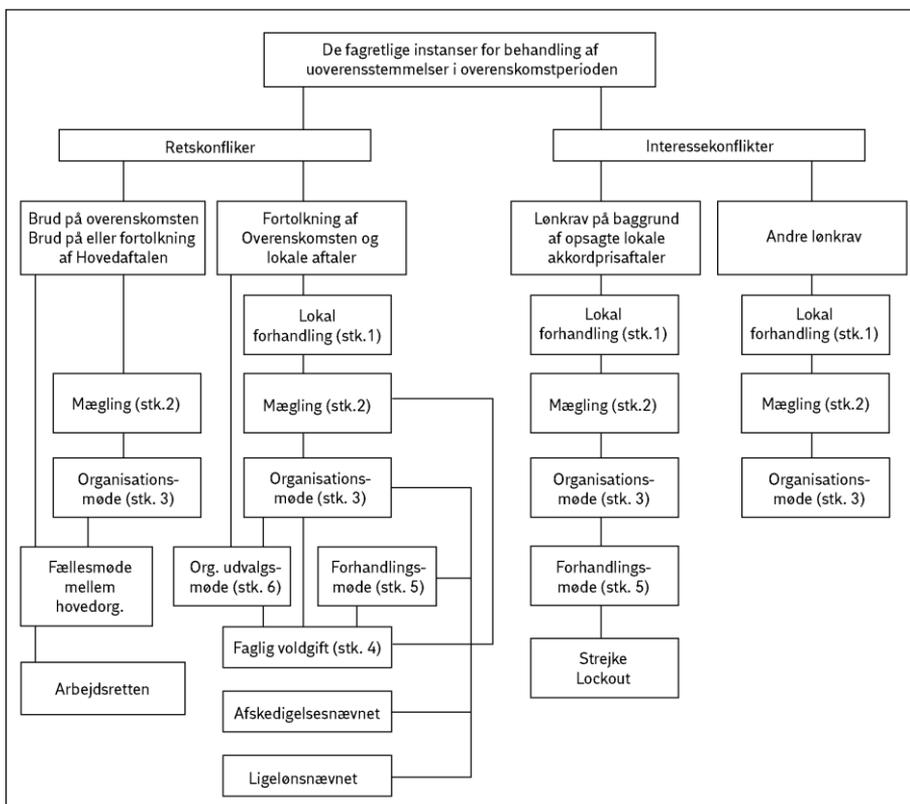 De fagretlige instanser for behandling af
uoverensstemmelser i overenskomstperioden
Retskonfliker
Interessekonflikter
Brud på overenskomsten
Brud på eller fortolkning
af Hovedaftalen
Fortolkning af
Overenskomsten og
lokale aftaler
Lønkrav på baggrund
af opsagte lokale
akkordprisaftaler
Andre lønkrav
Lokal
forhandling (stk.1)
Lokal
forhandling (stk.1)
Lokal
forhandling (stk.1)
Mægling (stk.2)
Mægling (stk.2)
Mægling (stk.2)
Mægling (stk.2)
Organisations-
møde (stk. 3)
Organisations-
møde (stk. 3)
Organisations-
møde (stk. 3)
Organisations-
møde (stk. 3)
Fællesmøde
mellem
hovedorg.
Org. udvalgs-
møde (stk. 6)
Forhandlings-
møde (stk. 5)
Forhandlings-
møde (stk. 5)
Faglig voldgift (stk. 4)
Strejke
Lockout
Arbejdsretten
Afskedigelsesnævnet
Ligelønsnævnet